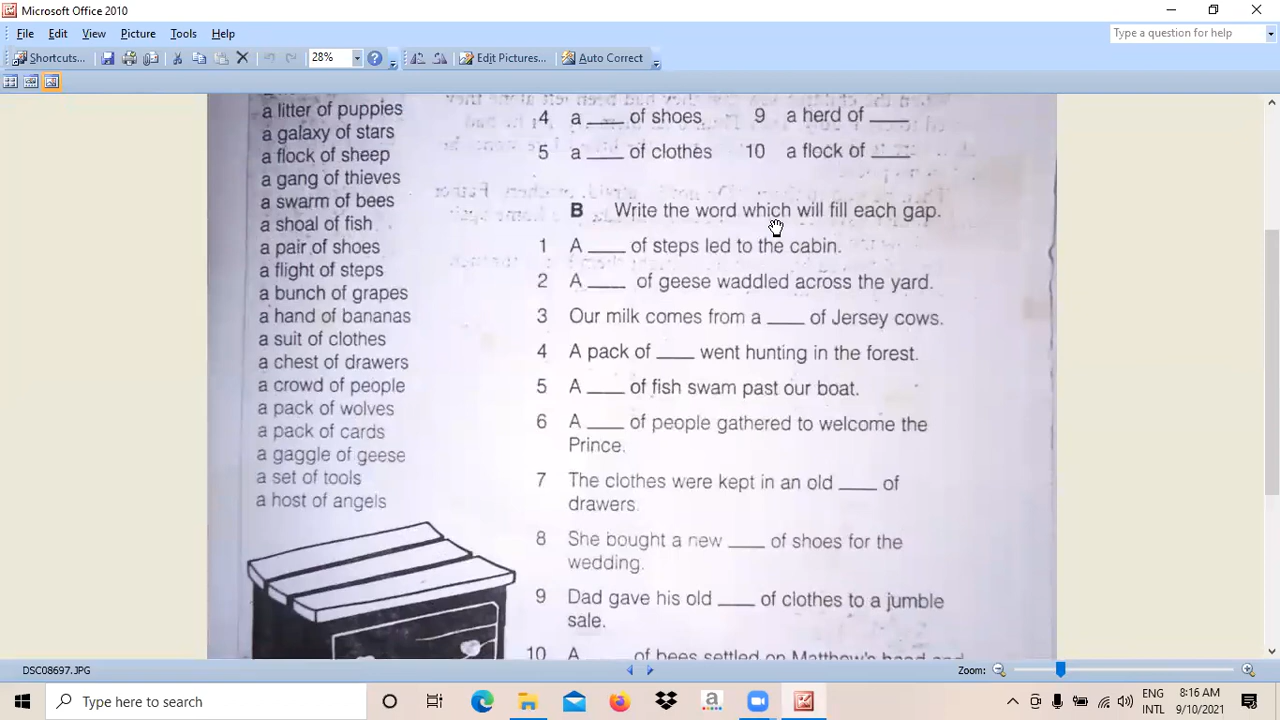 Microsoft Office 2010
File Edit View Picture Tools Help
Type a question for help
Shortcuts... 28% Edit Pictures... Auto Correct
a litter of puppies
a galaxy of stars
a flock of sheep
a gang of thieves
a swarm of bees
a shoal of fish
a pair of shoes
a flight of steps
a bunch of grapes
a hand of bananas
a suit of clothes
a chest of drawers
a crowd of people
a pack of wolves
a pack of cards
a gaggle of geese
a set of tools
a host of angels
4 a ____ of shoes 9 a herd of ____
5 a ____ of clothes 10 a flock of ____
B Write the word which will fill each gap.
1 A ____ of steps led to the cabin.
2 A ____ of geese waddled across the yard.
3 Our milk comes from a ____ of Jersey cows.
4 A pack of ____ went hunting in the forest.
5 A ____ of fish swam past our boat.
6 A ____ of people gathered to welcome the
Prince.
7 The clothes were kept in an old ____ of
drawers.
8 She bought a new ____ of shoes for the
wedding.
9 Dad gave his old ____ of clothes to a jumble
sale.
10 A ____ of bees settled on Matthew's head and
DSC08697.JPG Zoom:
Type here to search
a
ENG 8:16 AM
INTL 9/10/2021